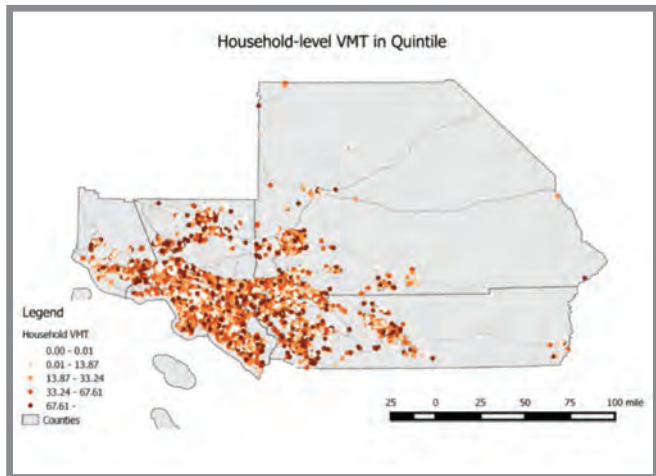 Household-level VMT in Quintile
Legend
Household VMT
0.00 - 0.01
0.01 - 13.87
13.87 - 33.24
33.24 - 67.61
67.61 -
Counties
25 0 25 50 75 100 mile